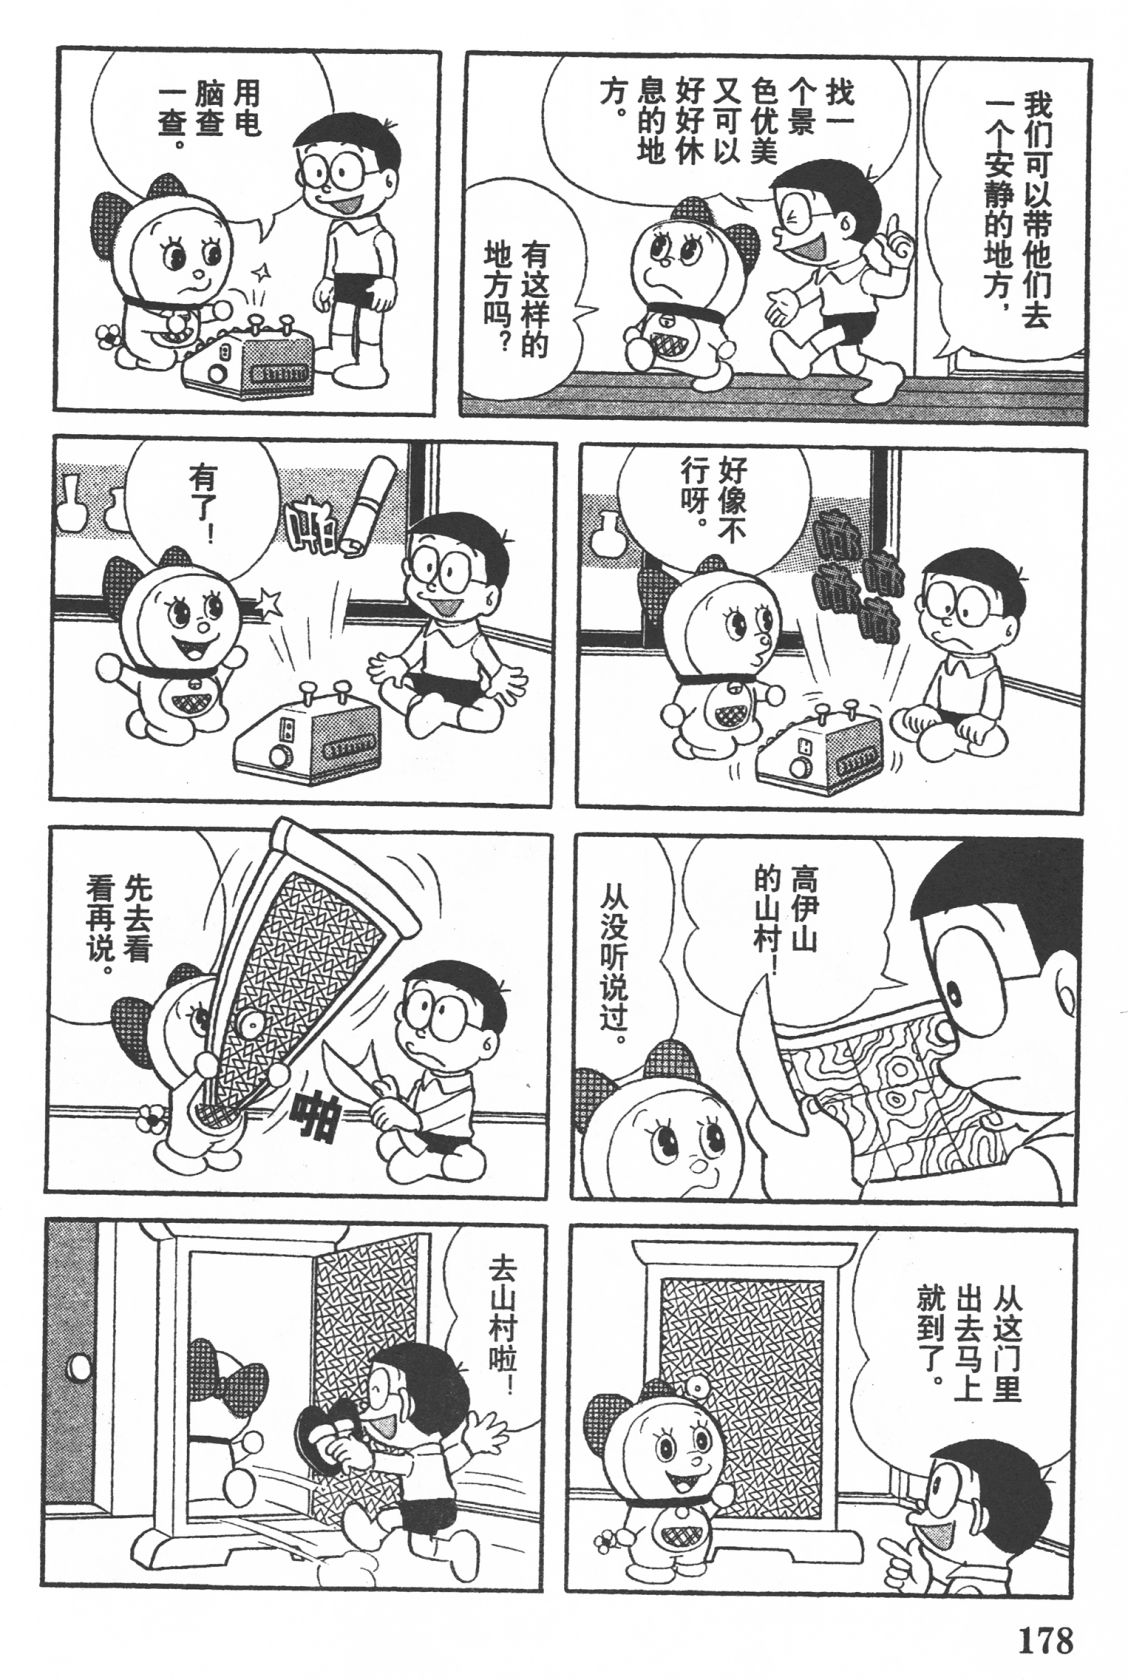 我们可以带他们去
一个安静的地方，
找一
个景
色优美
又可以
好好休
息的地
方。
有这样的
地方吗？
用电
脑查
一查。
好像不
行呀。
嘀嘀
嘀嘀
有了！
啪
高伊山
的山村！
从没听说过。
先去看
看再说。
啪
从这门里
出去马上
就到了。
去山村啦！
178